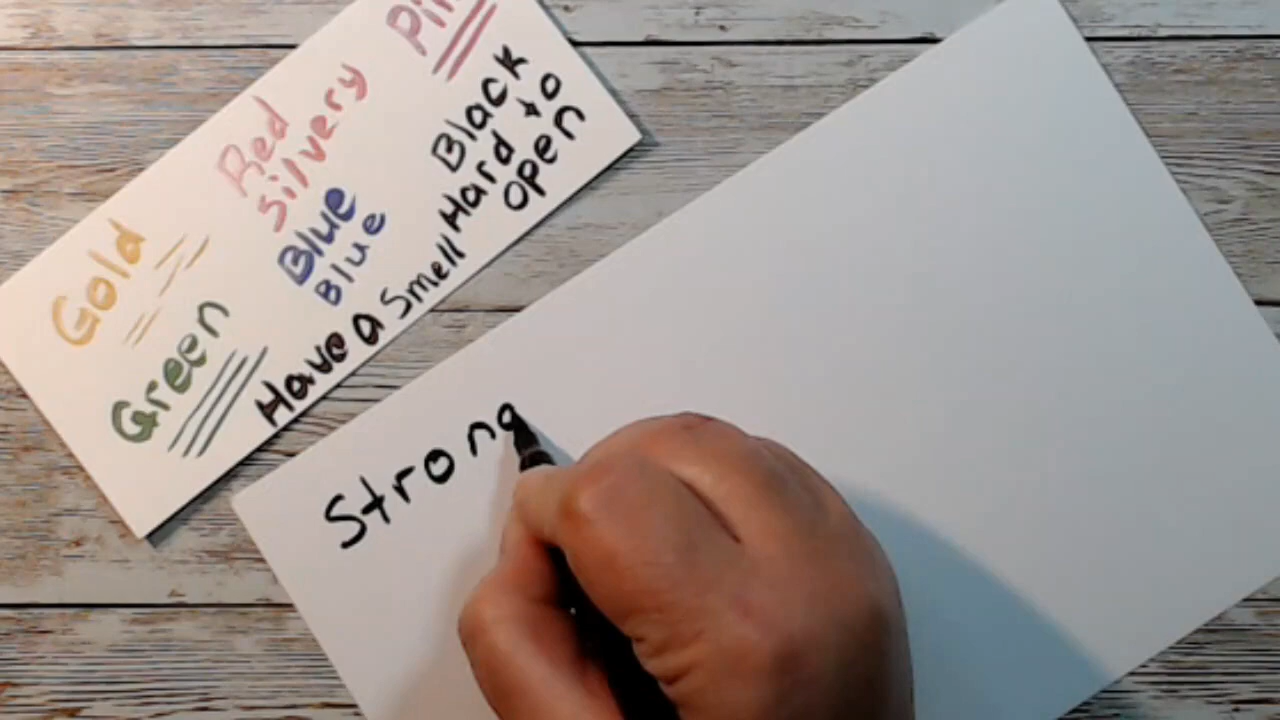 Gold
Green
Red
silvery
Blue
Blue
Have a Smell
Black
Hard to
open
Strong